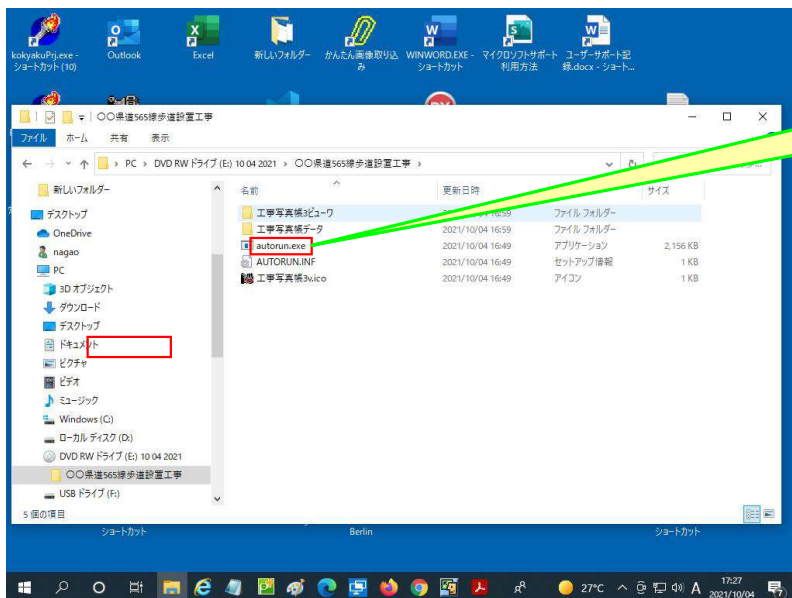 kokyakuPrj.exe - ショートカット (10)
Outlook
Excel
新しいフォルダー
かんたん画像取り込み
WINWORD.EXE - ショートカット
マイクロソフトサポート 利用方法
ユーザーサポート記録.docx - ショート...
〇〇県道565線歩道設置工事
ファイル ホーム 共有 表示
PC › DVD RW ドライブ (E:) 10 04 2021 › 〇〇県道565線歩道設置工事 ›
名前 更新日時 サイズ
工事写真帳3ビューワ ファイル フォルダー
工事写真帳データ 2021/10/04 16:59 ファイル フォルダー
autorun.exe 2021/10/04 16:49 アプリケーション 2,156 KB
AUTORUN.INF 2021/10/04 16:49 セットアップ情報 1 KB
工事写真帳3v.ico 2021/10/04 16:49 アイコン 1 KB
新しいフォルダー
デスクトップ
OneDrive
nagao
PC
3D オブジェクト
ダウンロード
デスクトップ
ドキュメント
ピクチャ
ビデオ
ミュージック
Windows (C:)
ローカル ディスク (D:)
DVD RW ドライブ (E:) 10 04 2021
〇〇県道565線歩道設置工事
USB ドライブ (F:)
5 個の項目
ショートカット
Berlin
ショートカット
27°C A 17:27
2021/10/04